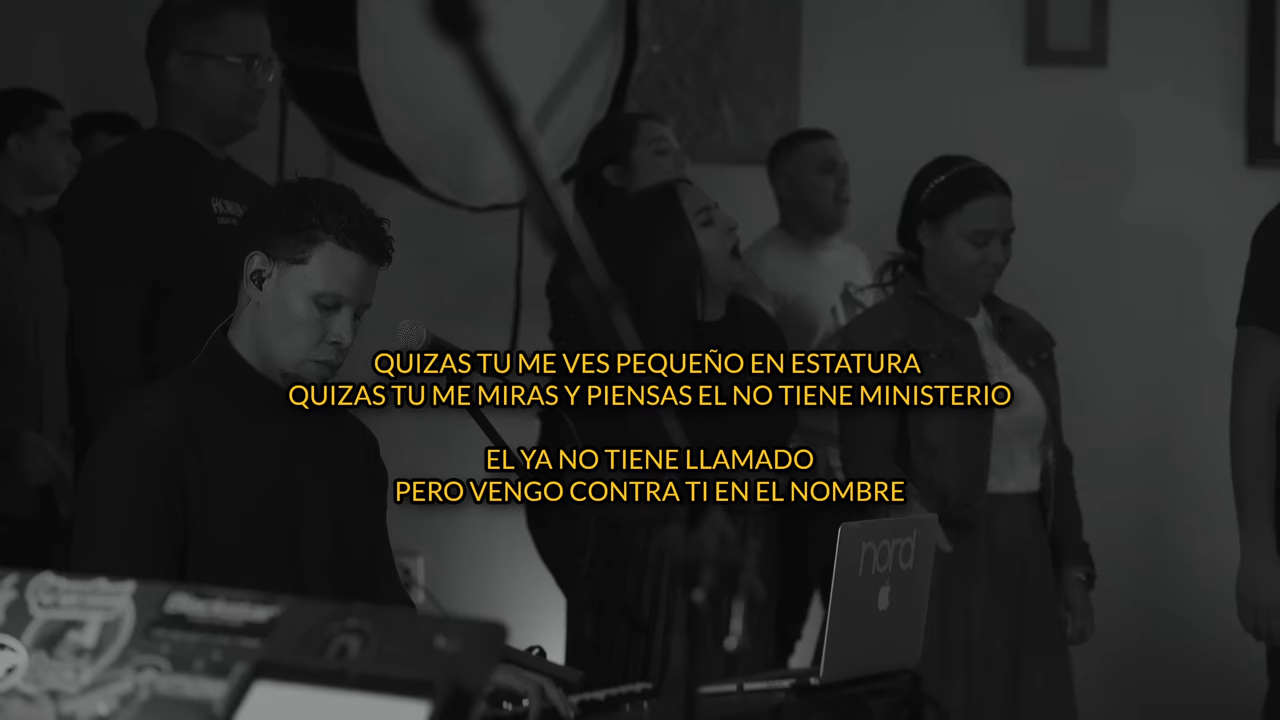 QUIZAS TU ME VES PEQUEÑO EN ESTATURA
QUIZAS TU ME MIRAS Y PIENSAS EL NO TIENE MINISTERIO
EL YA NO TIENE LLAMADO
PERO VENGO CONTRA TI EN EL NOMBRE
nord